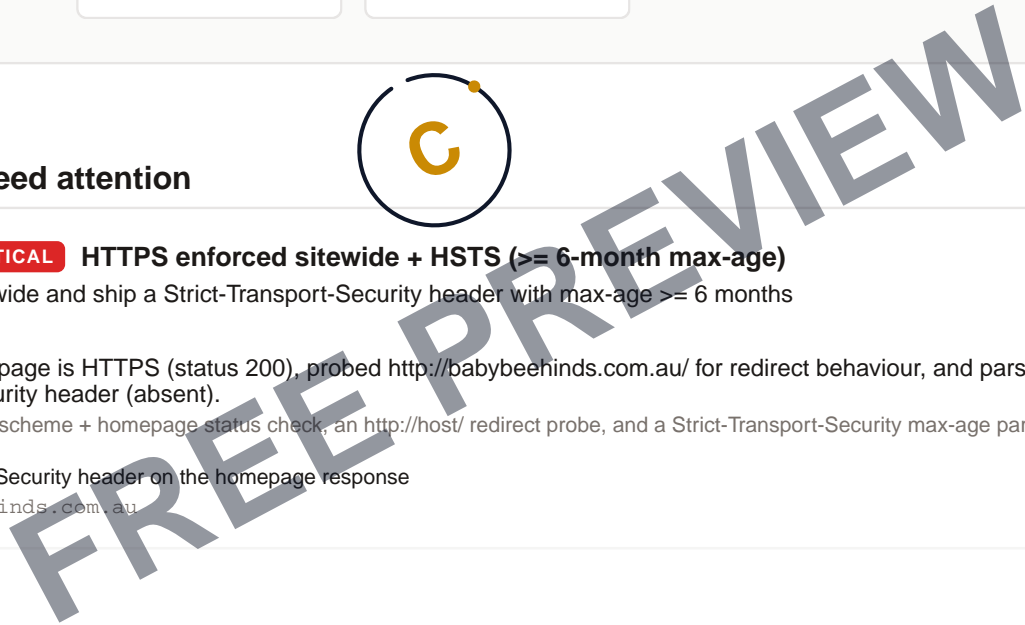 C
eed attention
TICAL HTTPS enforced sitewide + HSTS (>= 6-month max-age)
wide and ship a Strict-Transport-Security header with max-age >= 6 months
page is HTTPS (status 200), probed http://babybeehinds.com.au/ for redirect behaviour, and pars
urity header (absent).
scheme + homepage status check, an http://host/ redirect probe, and a Strict-Transport-Security max-age par
Security header on the homepage response
inds.com.au
FREE PREVIEW